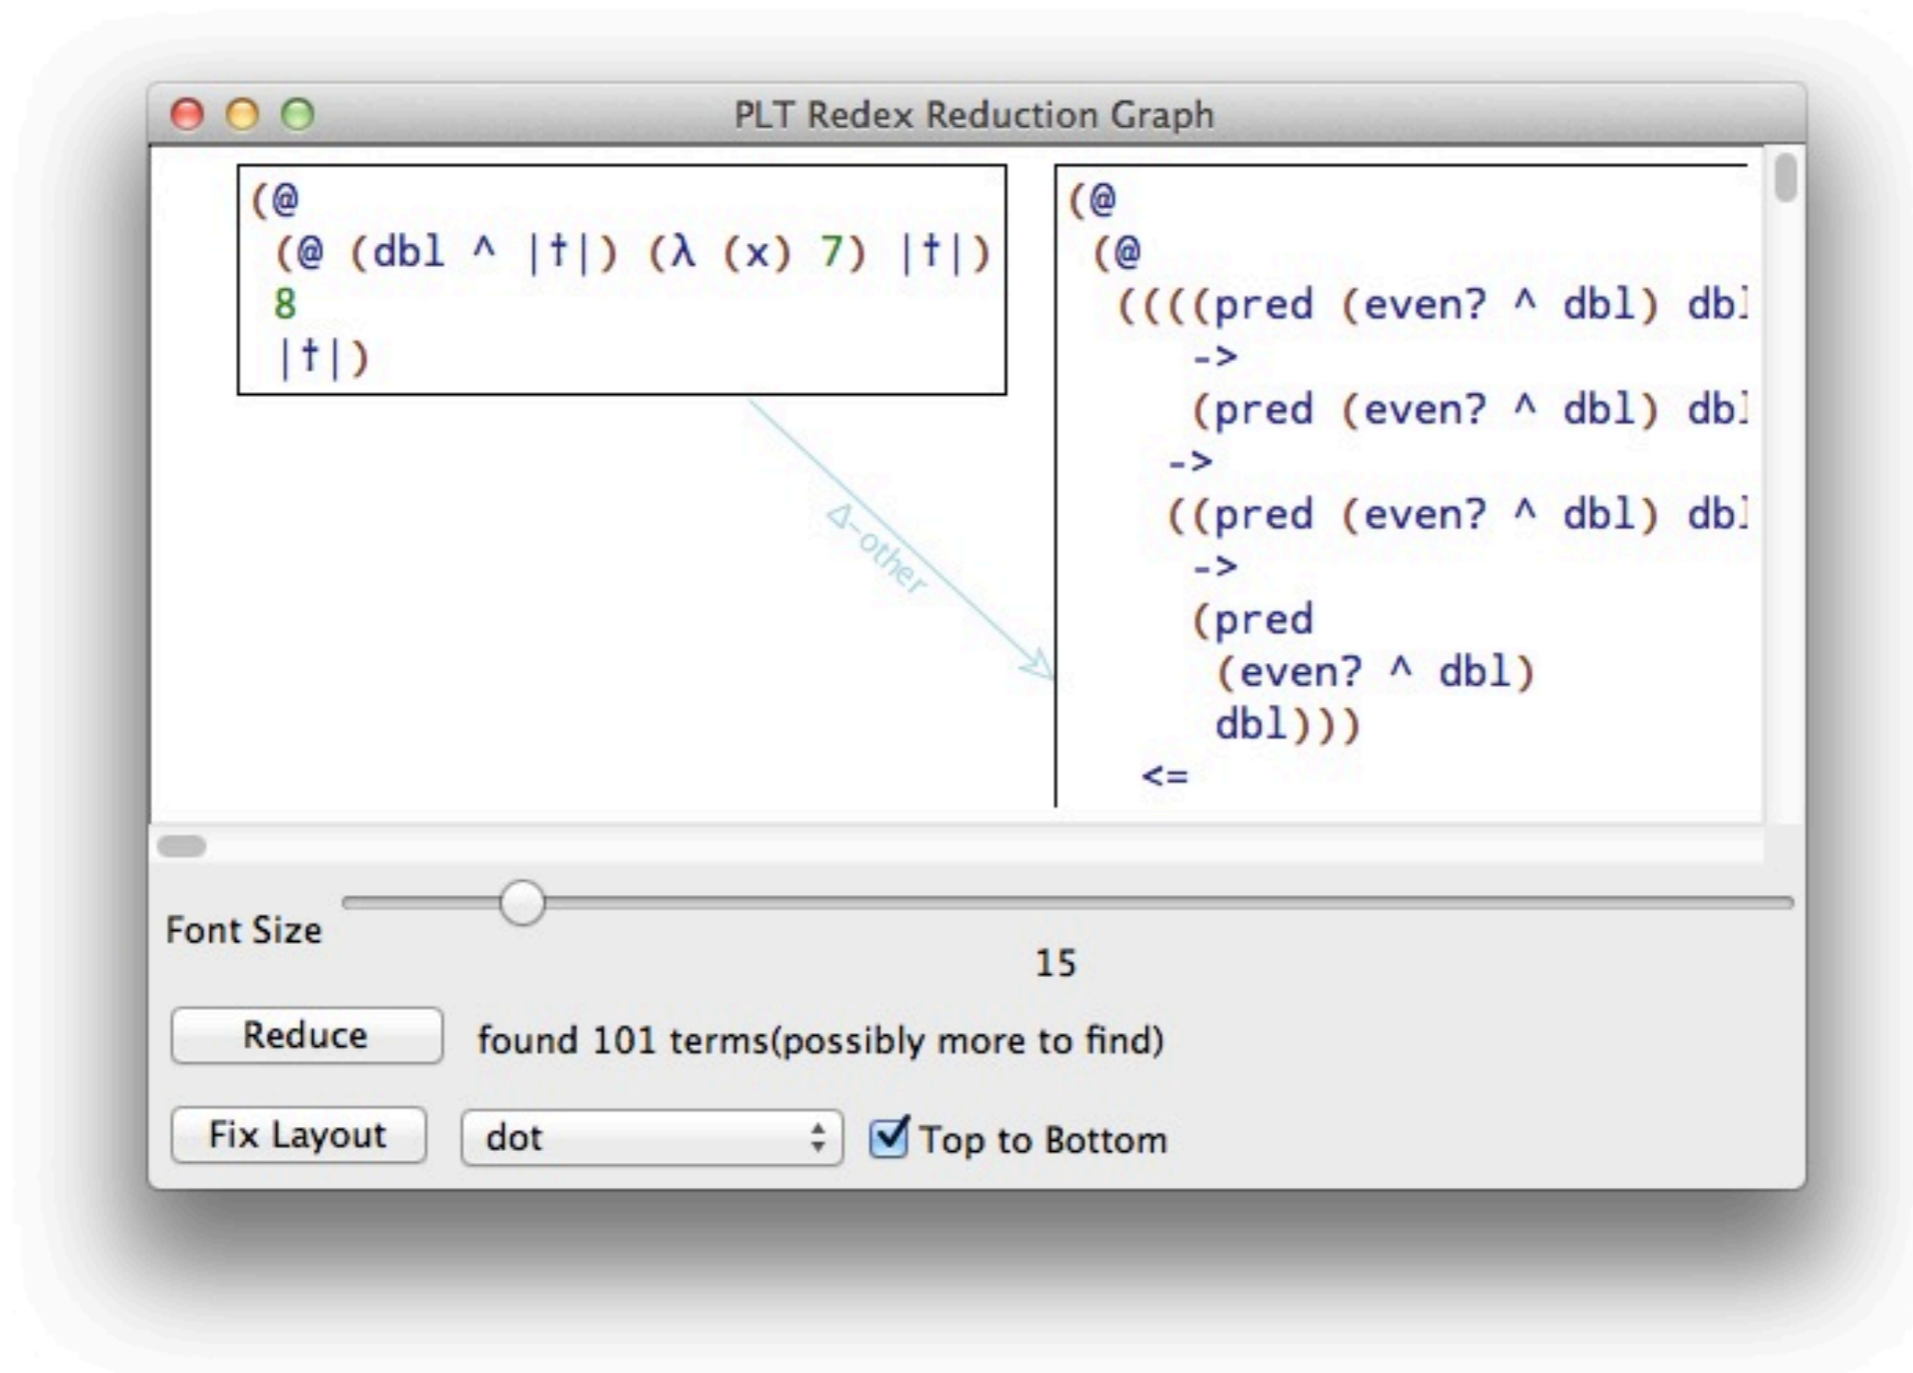 PLT Redex Reduction Graph
(@
(@ (dbl ^ |†|) (λ (x) 7) |†|)
8
|†|)
Δ-other
(@
(@
((((pred (even? ^ dbl) dbl
->
(pred (even? ^ dbl) dbl
->
((pred (even? ^ dbl) dbl
->
(pred
(even? ^ dbl)
dbl)))
<=
Font Size
15
Reduce
found 101 terms(possibly more to find)
Fix Layout
dot
Top to Bottom